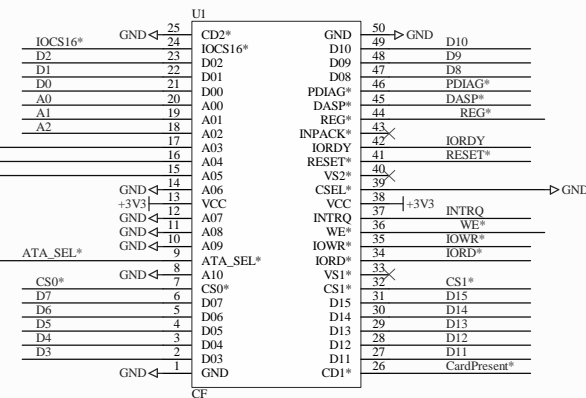 U1
GND 25 CD2* GND 50 GND
IOCS16* 24 IOCS16* D10 49 D10
D2 23 D02 D09 48 D9
D1 22 D01 D08 47 D8
D0 21 D00 PDIAG* 46 PDIAG*
A0 20 A00 DASP* 45 DASP*
A1 19 A01 REG* 44 REG*
A2 18 A02 INPACK* 43
17 A03 IORDY 42 IORDY
16 A04 RESET* 41 RESET*
15 A05 VS2* 40
GND 14 A06 CSEL* 39 GND
+3V3 13 VCC VCC 38 +3V3
GND 12 A07 INTRQ 37 INTRQ
GND 11 A08 WE* 36 WE*
GND 10 A09 IOWR* 35 IOWR*
ATA_SEL* 9 ATA_SEL* IORD* 34 IORD*
GND 8 A10 VS1* 33
CS0* 7 CS0* CS1* 32 CS1*
D7 6 D07 D15 31 D15
D6 5 D06 D14 30 D14
D5 4 D05 D13 29 D13
D4 3 D04 D12 28 D12
D3 2 D03 D11 27 D11
GND 1 GND CD1* 26 CardPresent*
CF